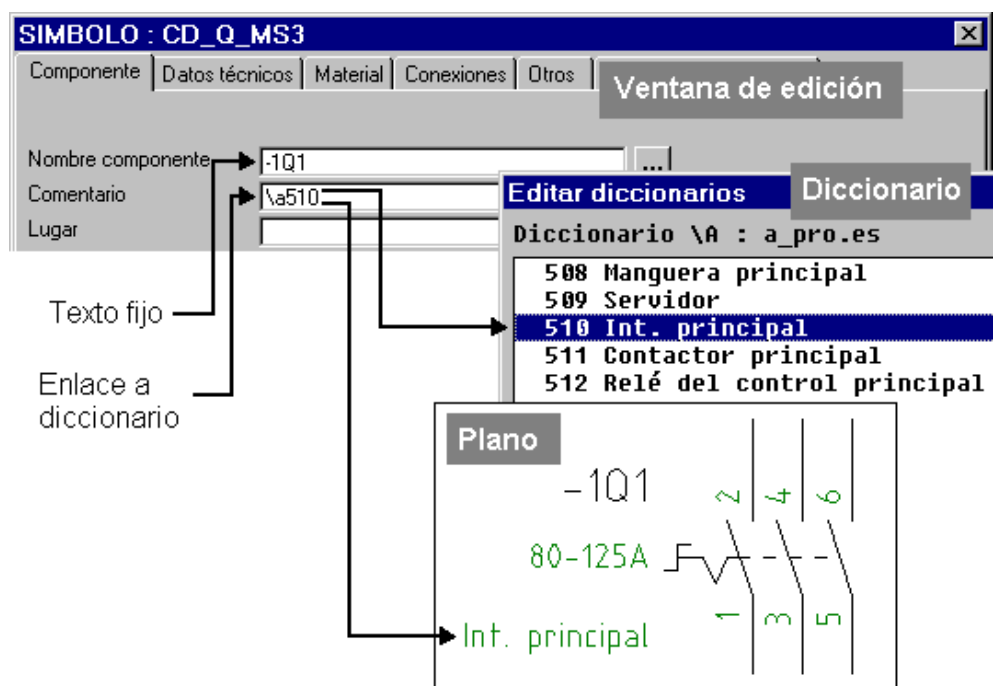 SIMBOLO : CD_Q_MS3
Componente Datos técnicos Material Conexiones Otros
Ventana de edición
Nombre componente -1Q1 ...
Comentario \a510
Lugar
Editar diccionarios
Diccionario
Diccionario \A : a_pro.es
508 Manguera principal
509 Servidor
510 Int. principal
511 Contactor principal
512 Relé del control principal
Texto fijo
Enlace a
diccionario
Plano
-1Q1
2 4 6
80-125A
1 3 5
Int. principal